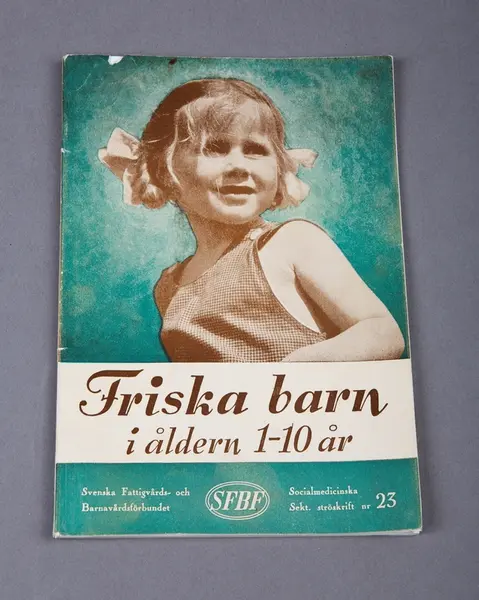 Friska barn
i åldern 1-10 år
Svenska Fattigvårds- och
Barnavårdsförbundet
SFBF
Socialmedicinska
Sekt. ströskrift nr 23